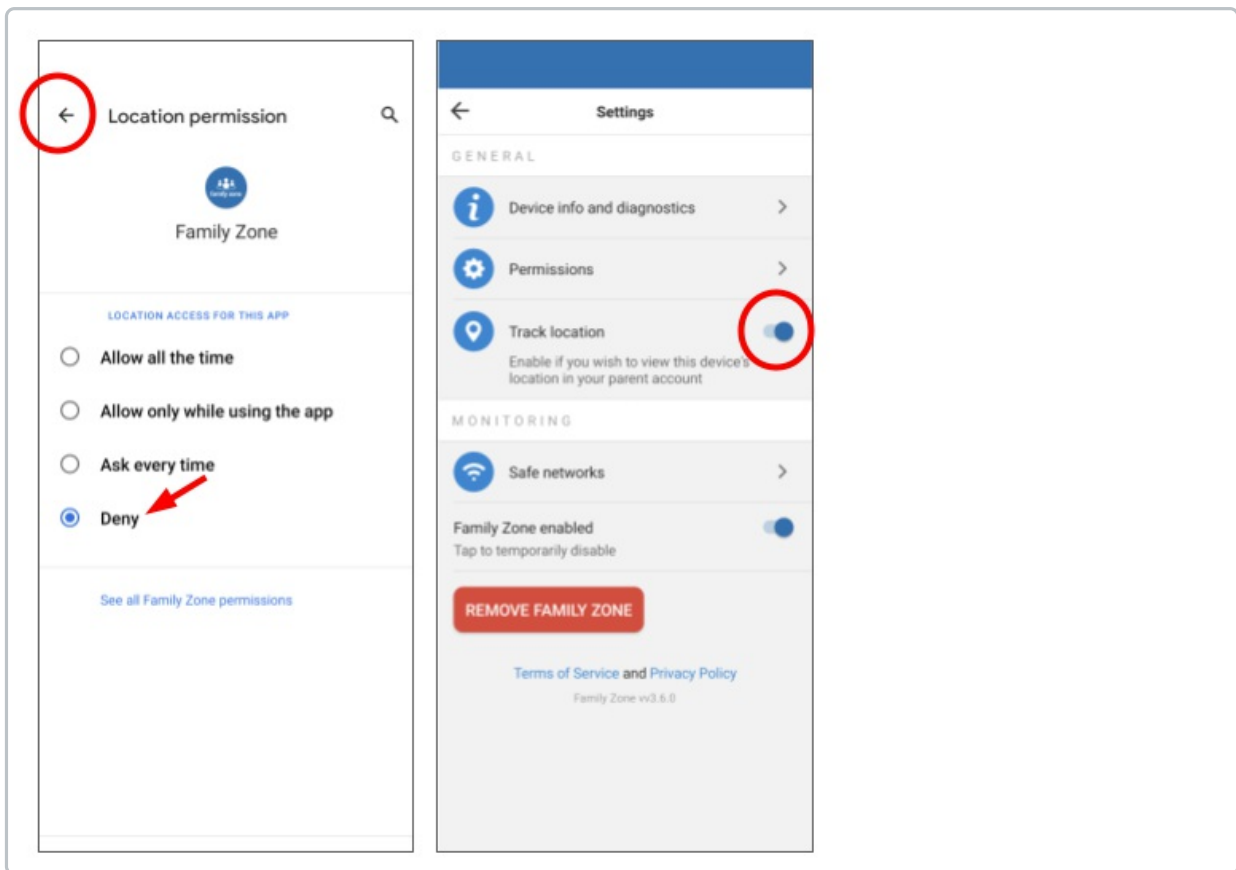 Location permission
family zone
Family Zone
LOCATION ACCESS FOR THIS APP
Allow all the time
Allow only while using the app
Ask every time
Deny
See all Family Zone permissions
Settings
GENERAL
Device info and diagnostics
Permissions
Track location
Enable if you wish to view this device's
location in your parent account
MONITORING
Safe networks
Family Zone enabled
Tap to temporarily disable
REMOVE FAMILY ZONE
Terms of Service and Privacy Policy
Family Zone vv3.6.0